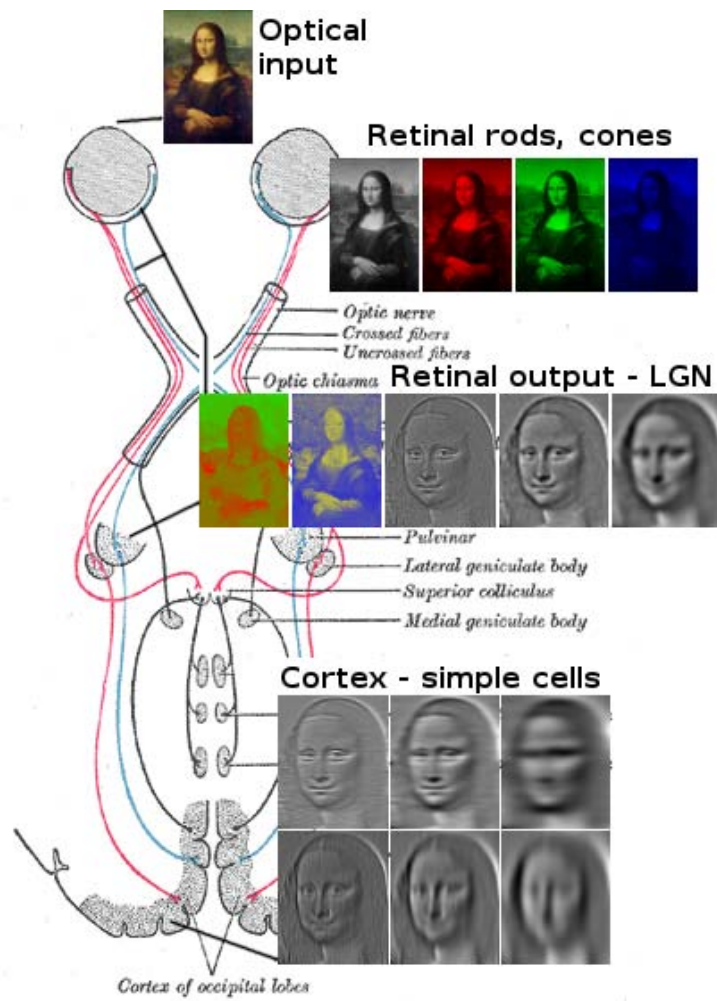 Optical
input
Retinal rods, cones
Optic nerve
Crossed fibers
Uncrossed fibers
Optic chiasma
Retinal output - LGN
Pulvinar
Lateral geniculate body
Superior colliculus
Medial geniculate body
Cortex - simple cells
Cortex of occipital lobes